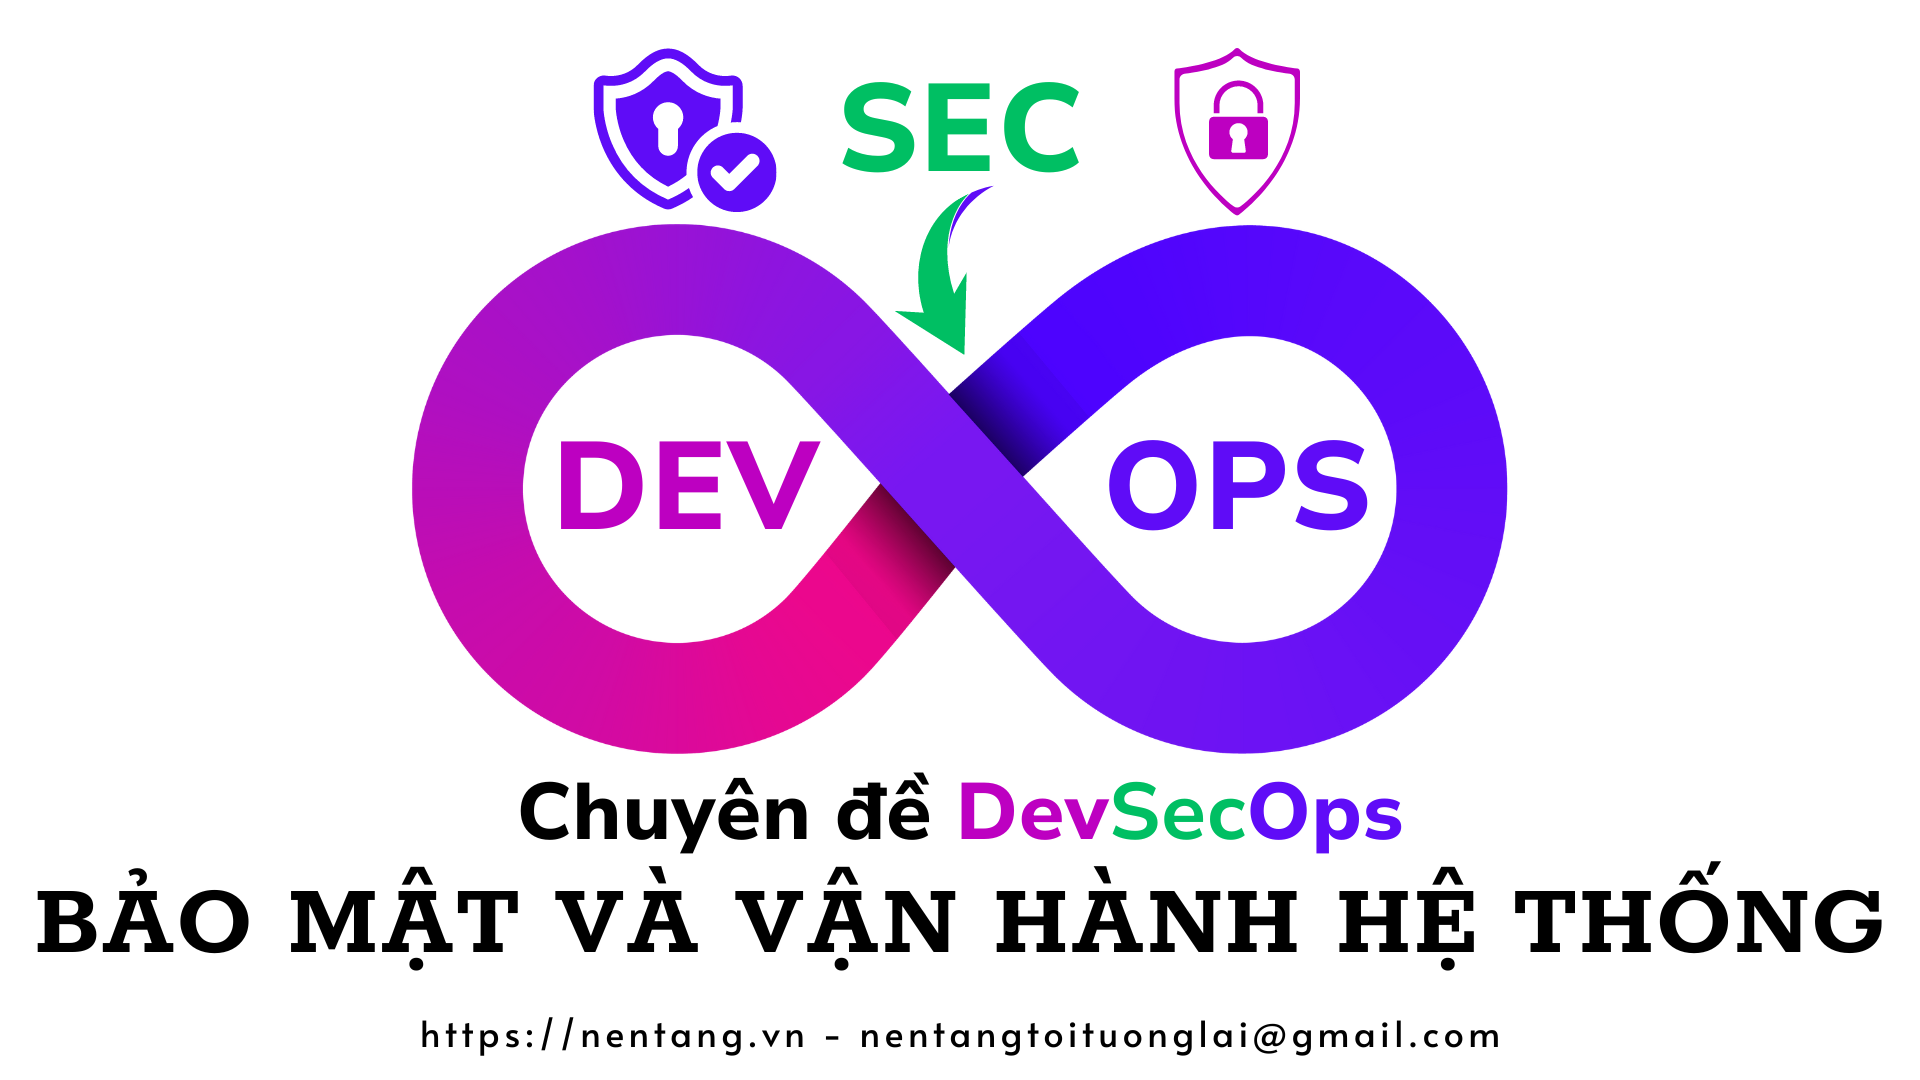 SEC
DEV OPS
Chuyên đề DevSecOps
BẢO MẬT VÀ VẬN HÀNH HỆ THỐNG
https://nentang.vn - nentangtoituonglai@gmail.com